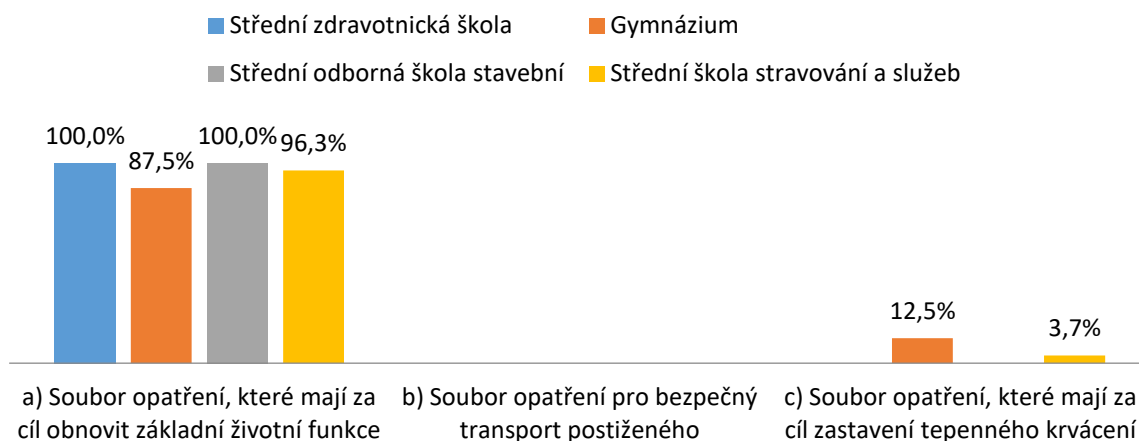 Střední zdravotnická škola
Gymnázium
Střední odborná škola stavební
Střední škola stravování a služeb
100,0%
87,5%
100,0%
96,3%
12,5%
3,7%
a) Soubor opatření, které mají za
cíl obnovit základní životní funkce
b) Soubor opatření pro bezpečný
transport postiženého
c) Soubor opatření, které mají za
cíl zastavení tepenného krvácení